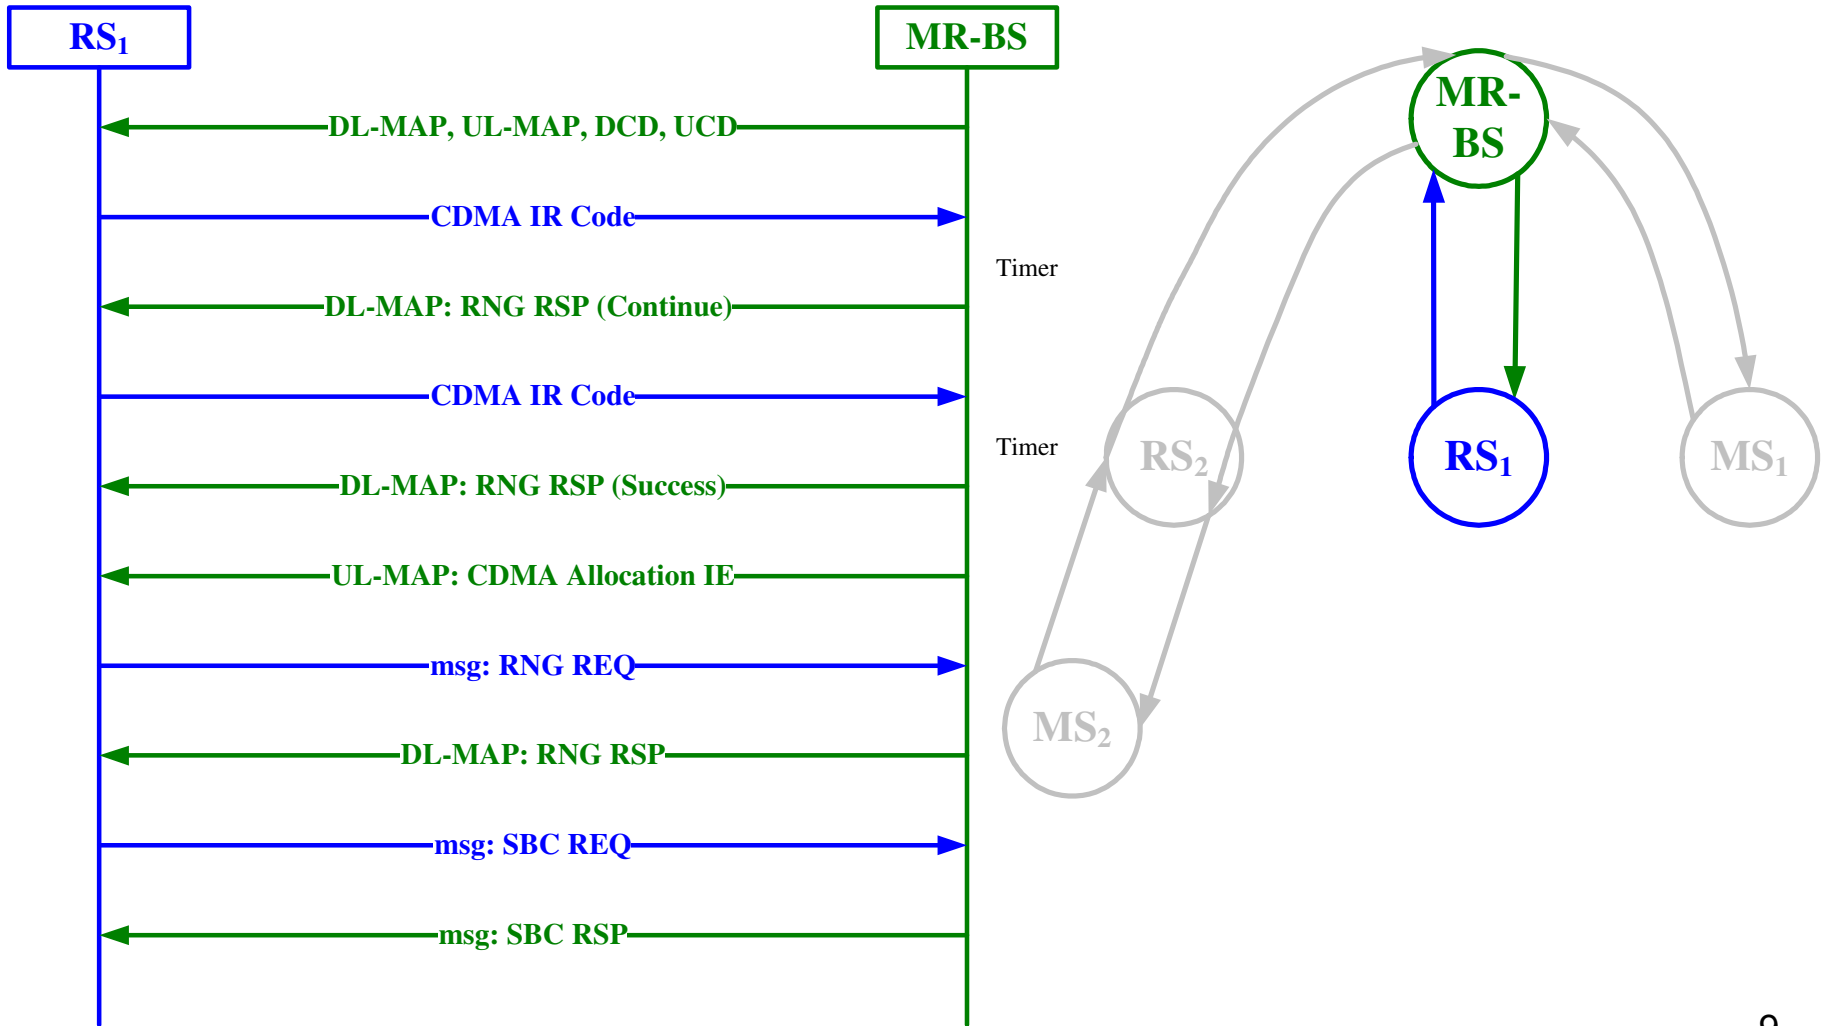 RS₁
MR-BS
DL-MAP, UL-MAP, DCD, UCD
CDMA IR Code
Timer
DL-MAP: RNG RSP (Continue)
CDMA IR Code
Timer
DL-MAP: RNG RSP (Success)
UL-MAP: CDMA Allocation IE
msg: RNG REQ
DL-MAP: RNG RSP
msg: SBC REQ
msg: SBC RSP
MR-
BS
RS₂
RS₁
MS₁
MS₂